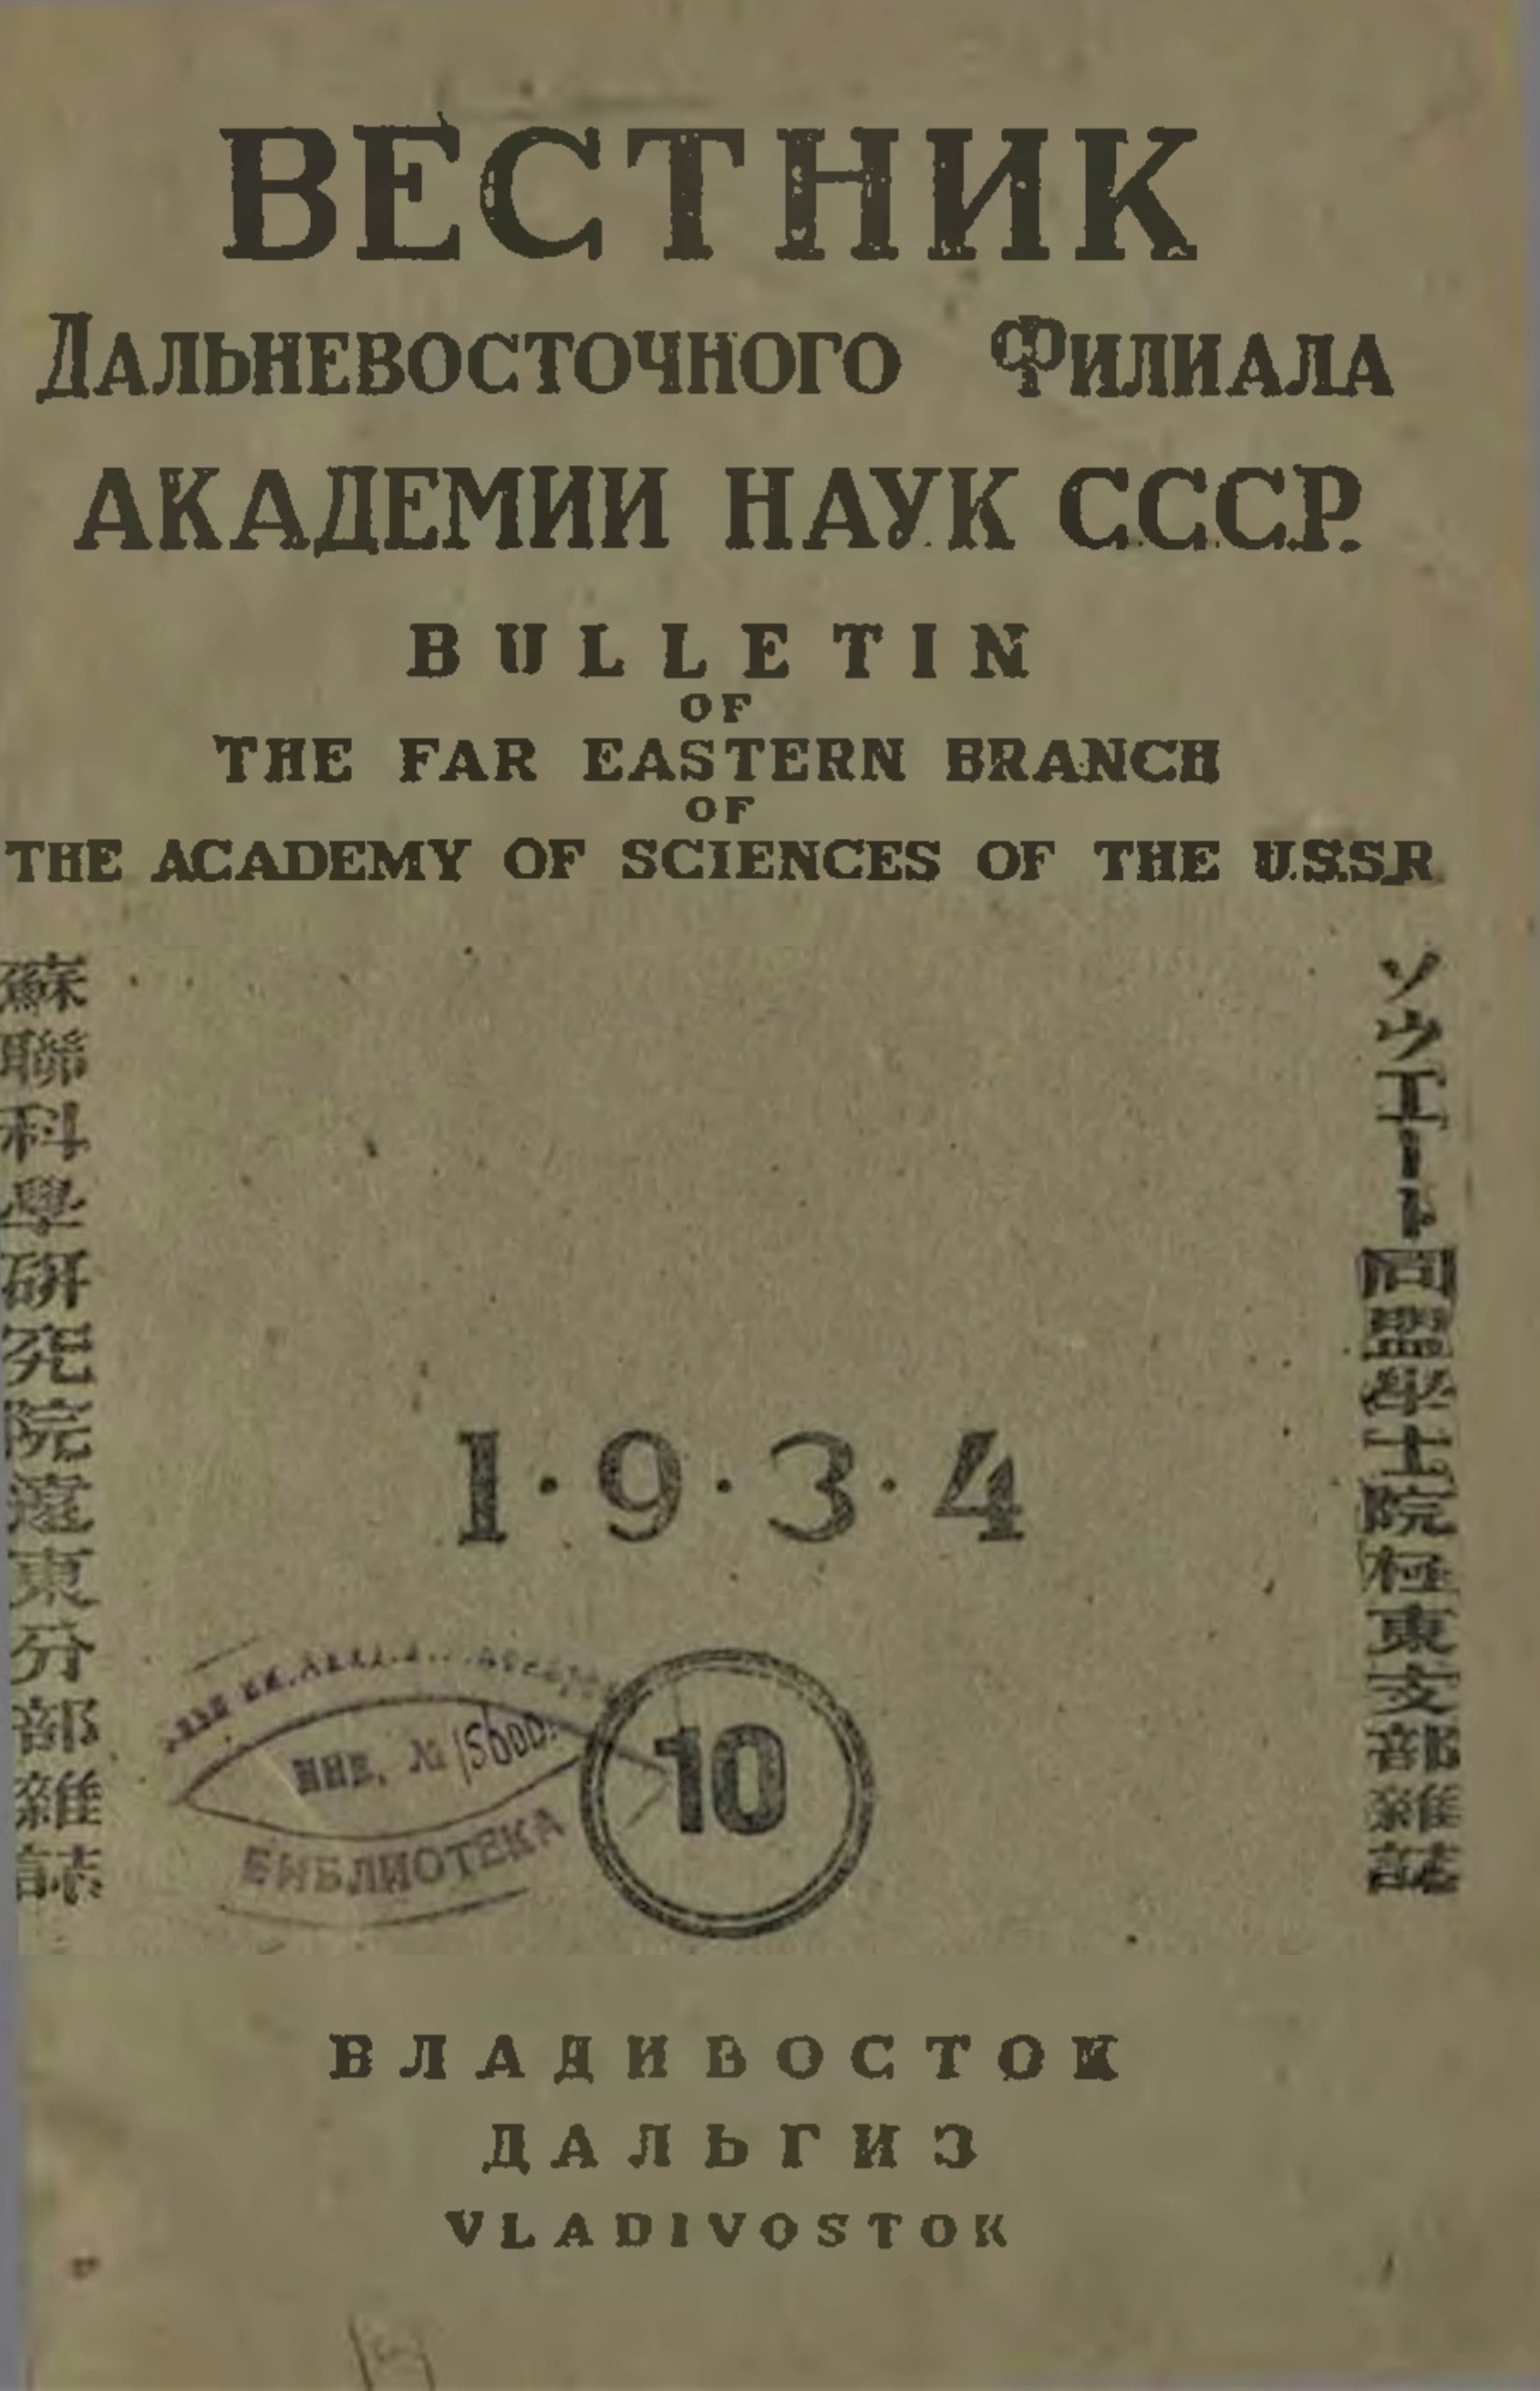 ВЕСТНИК
ДАЛЬНЕВОСТОЧНОГО ФИЛИАЛА
АКАДЕМИИ НАУК С.С.С.Р.
BULLETIN
OF
THE FAR EASTERN BRANCH
OF
THE ACADEMY OF SCIENCES OF THE U.S.S.R
蘇聯科學研究院遠東分部雜誌
ソウエート同盟學士院極東支部雜誌
1·9·3·4
ИНВ. №
БИБЛИОТЕКА
10
ВЛАДИВОСТОК
ДАЛЬГИЗ
VLADIVOSTOK